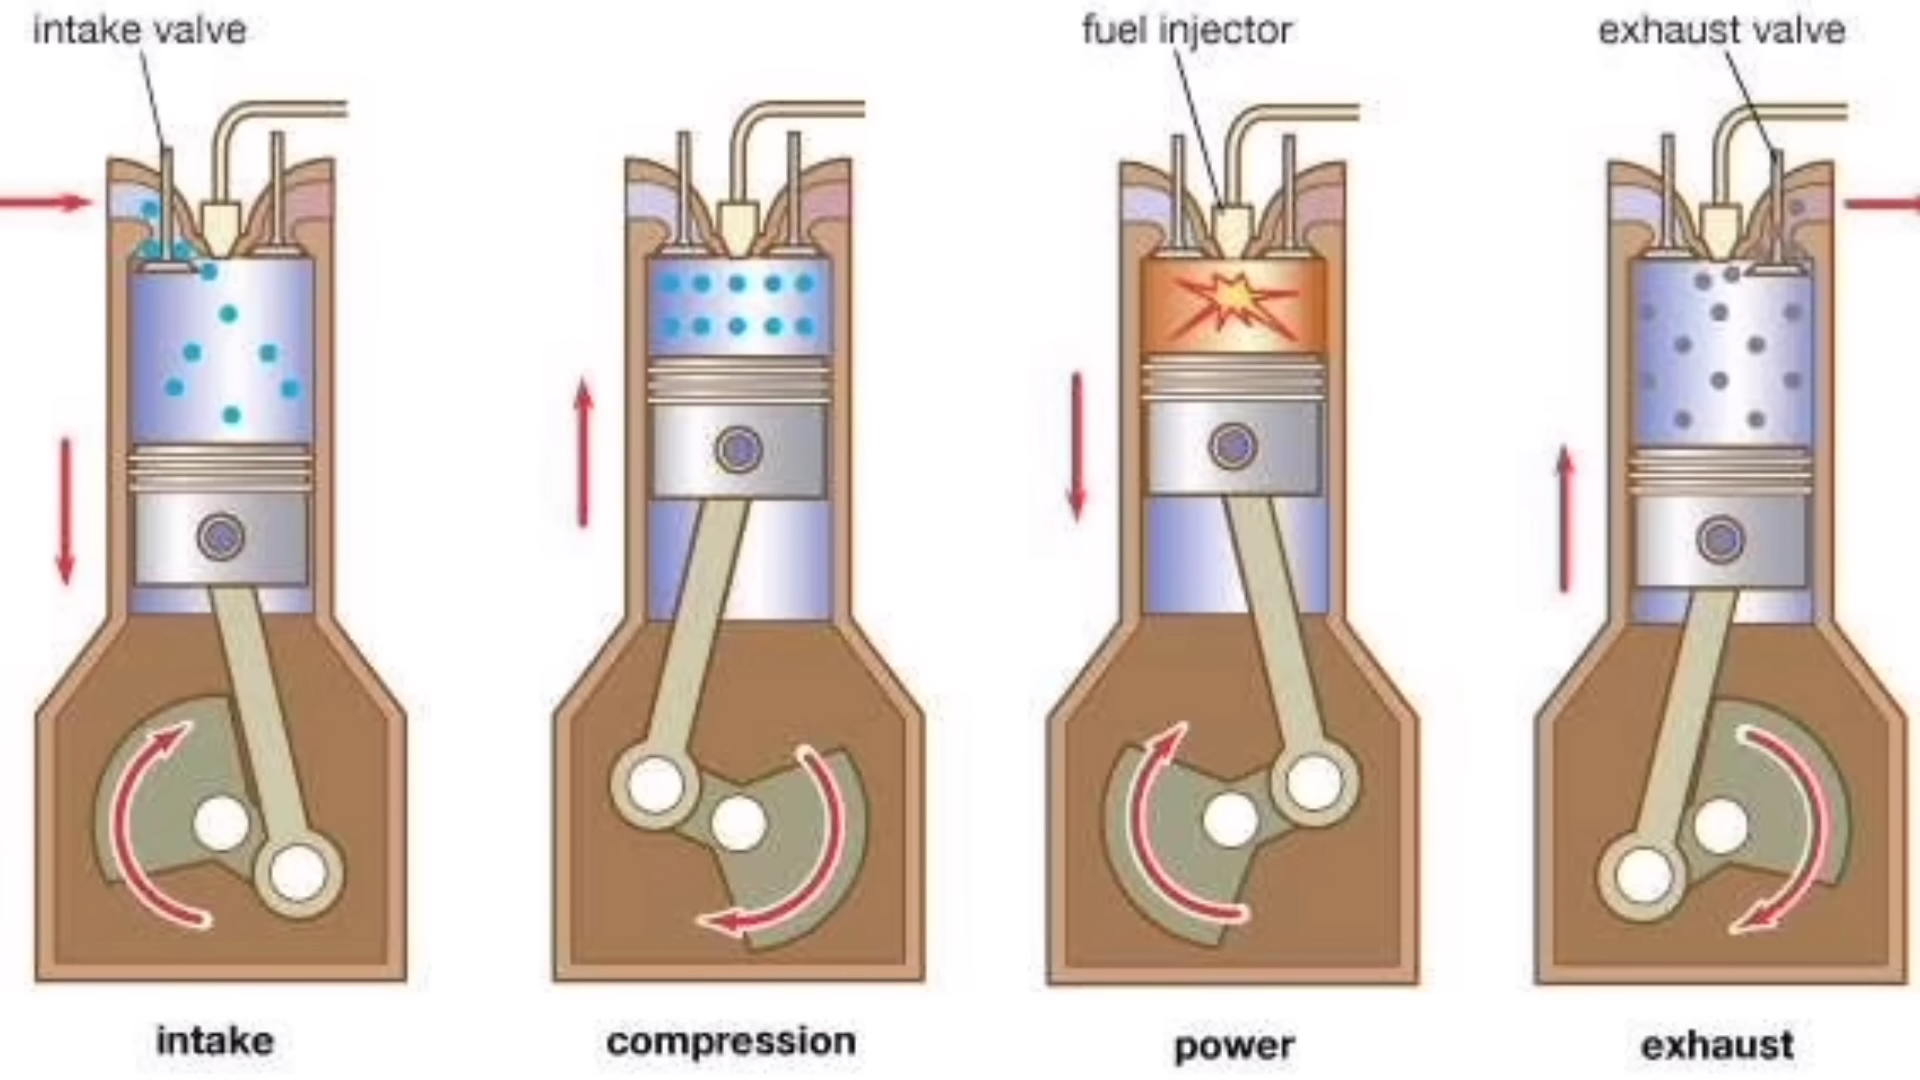 intake valve
fuel injector
exhaust valve
intake
compression
power
exhaust